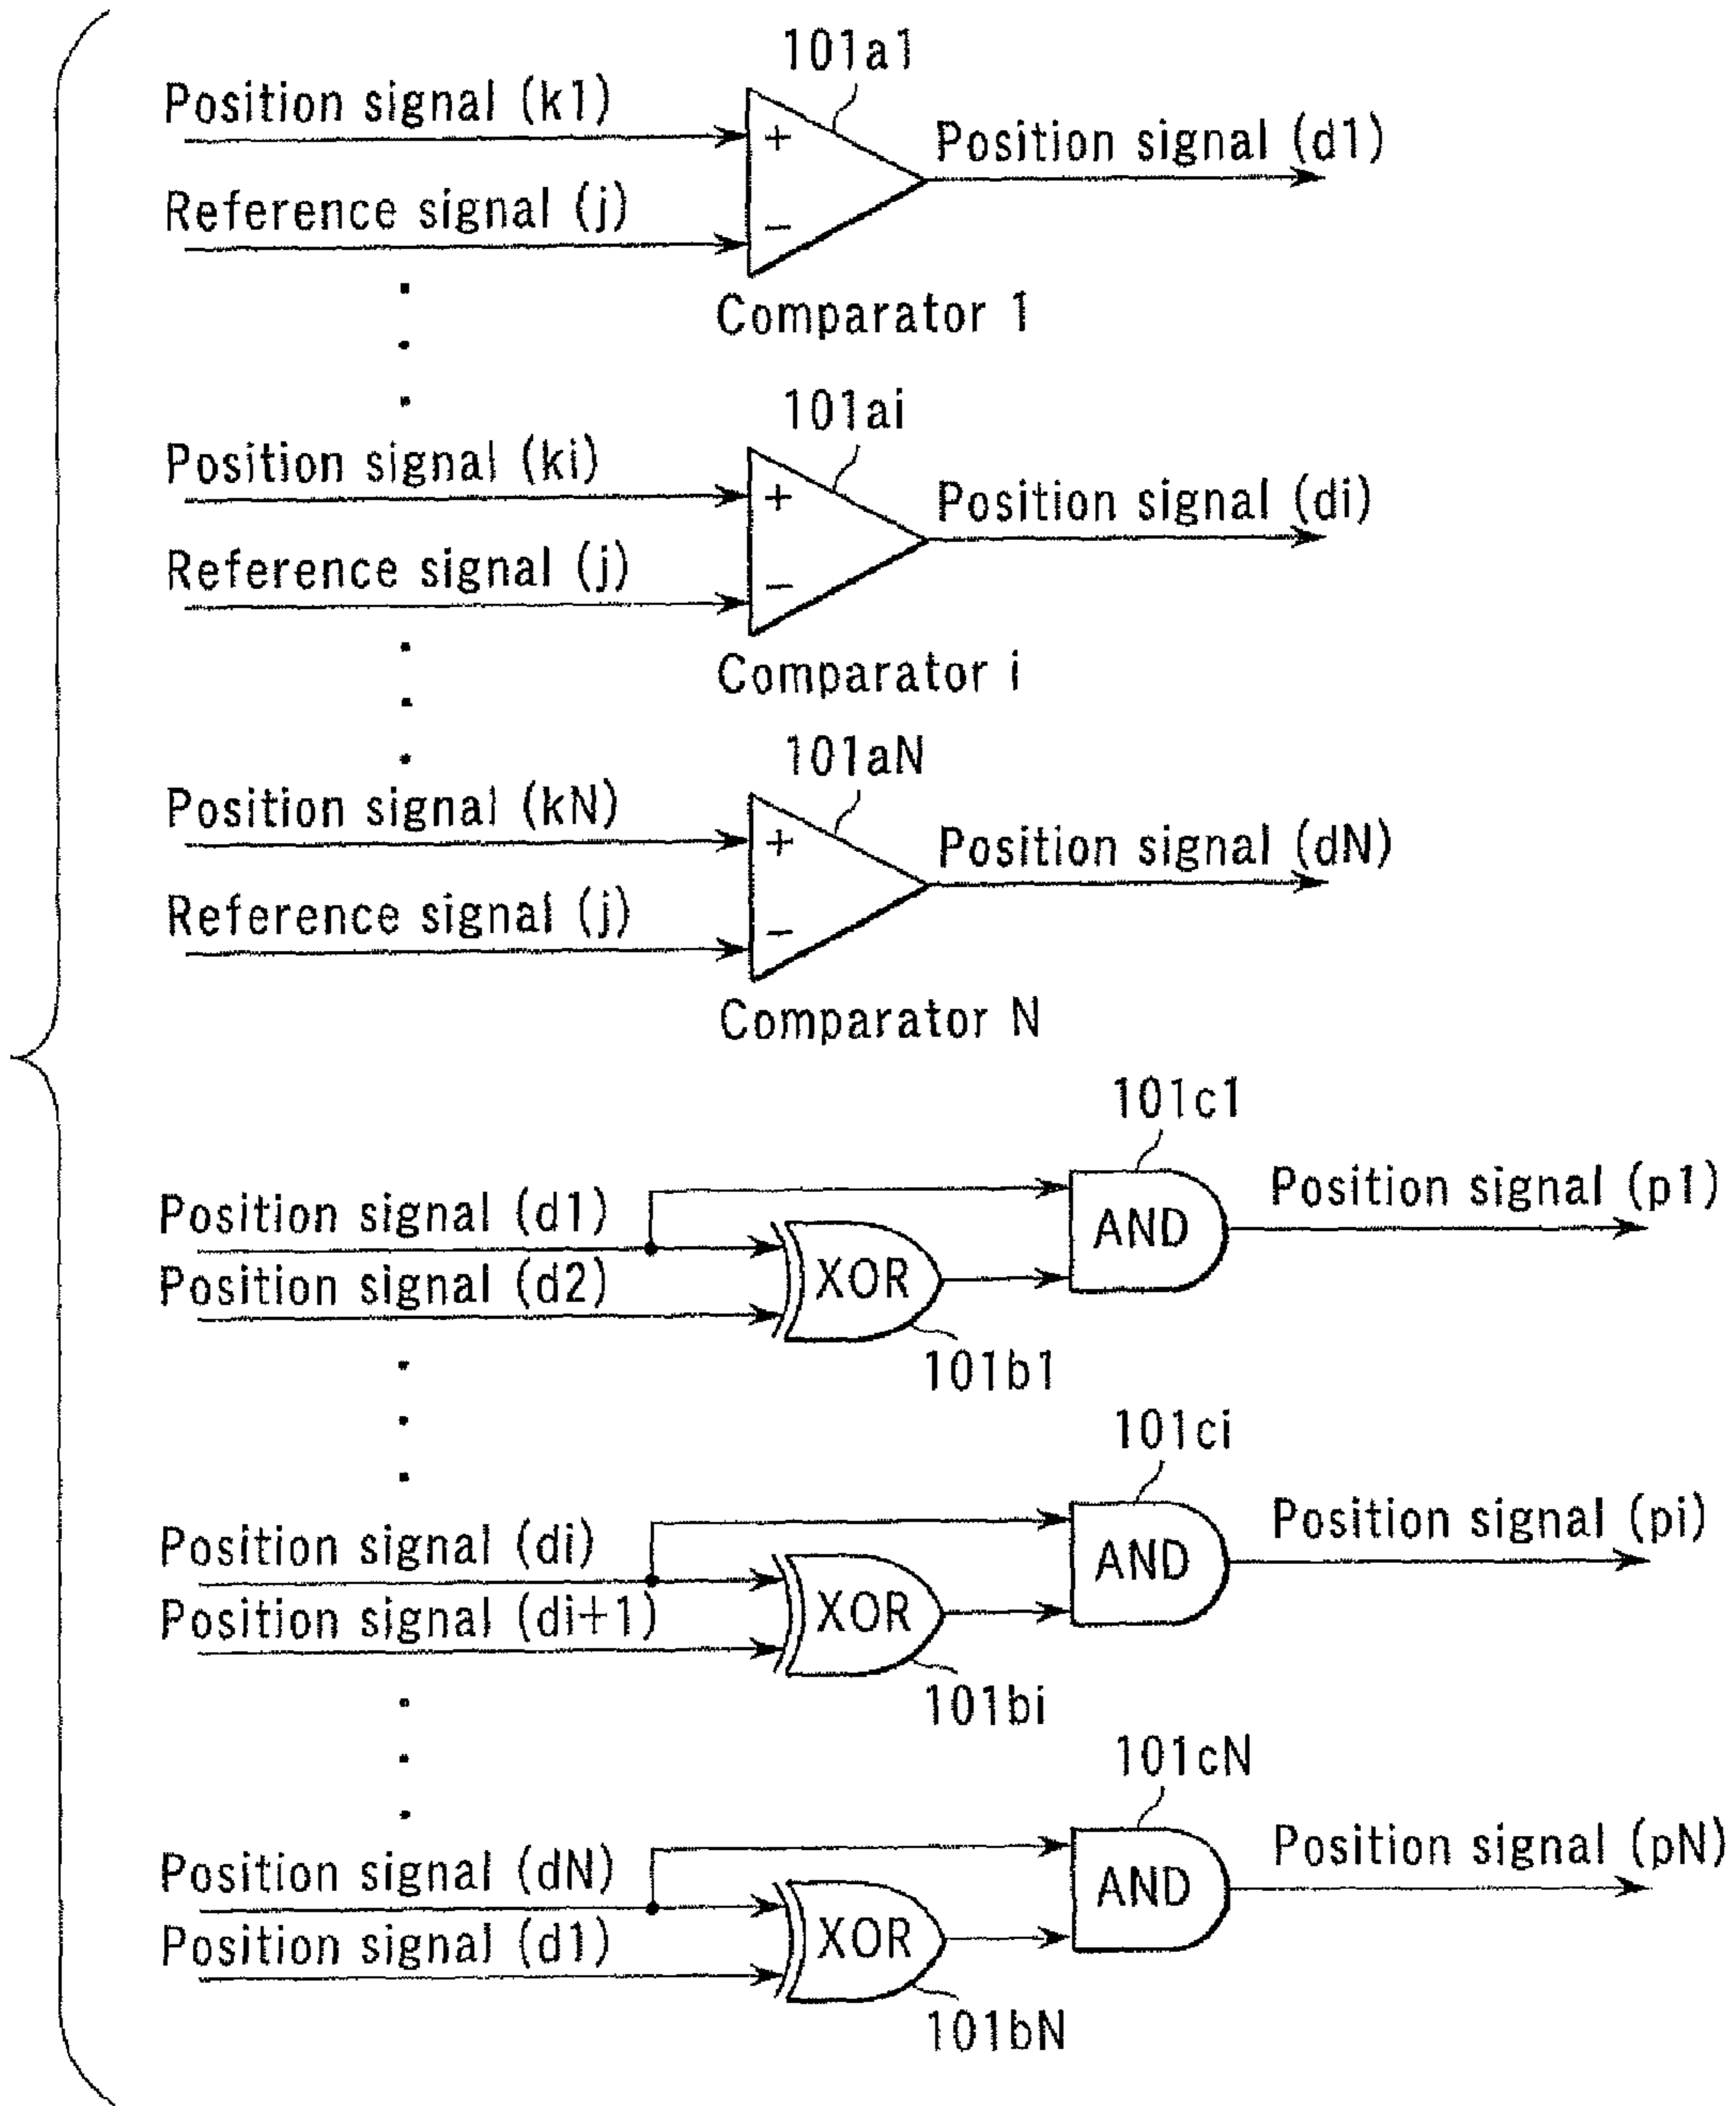 101a1
Position signal (k1)
+
Position signal (d1)
Reference signal (j)
−
Comparator 1
101ai
Position signal (ki)
+
Position signal (di)
Reference signal (j)
−
Comparator i
101aN
Position signal (kN)
+
Position signal (dN)
Reference signal (j)
−
Comparator N
101c1
Position signal (d1)
AND
Position signal (p1)
Position signal (d2)
XOR
101b1
101ci
Position signal (di)
AND
Position signal (pi)
Position signal (di+1)
XOR
101bi
101cN
Position signal (dN)
AND
Position signal (pN)
Position signal (d1)
XOR
101bN